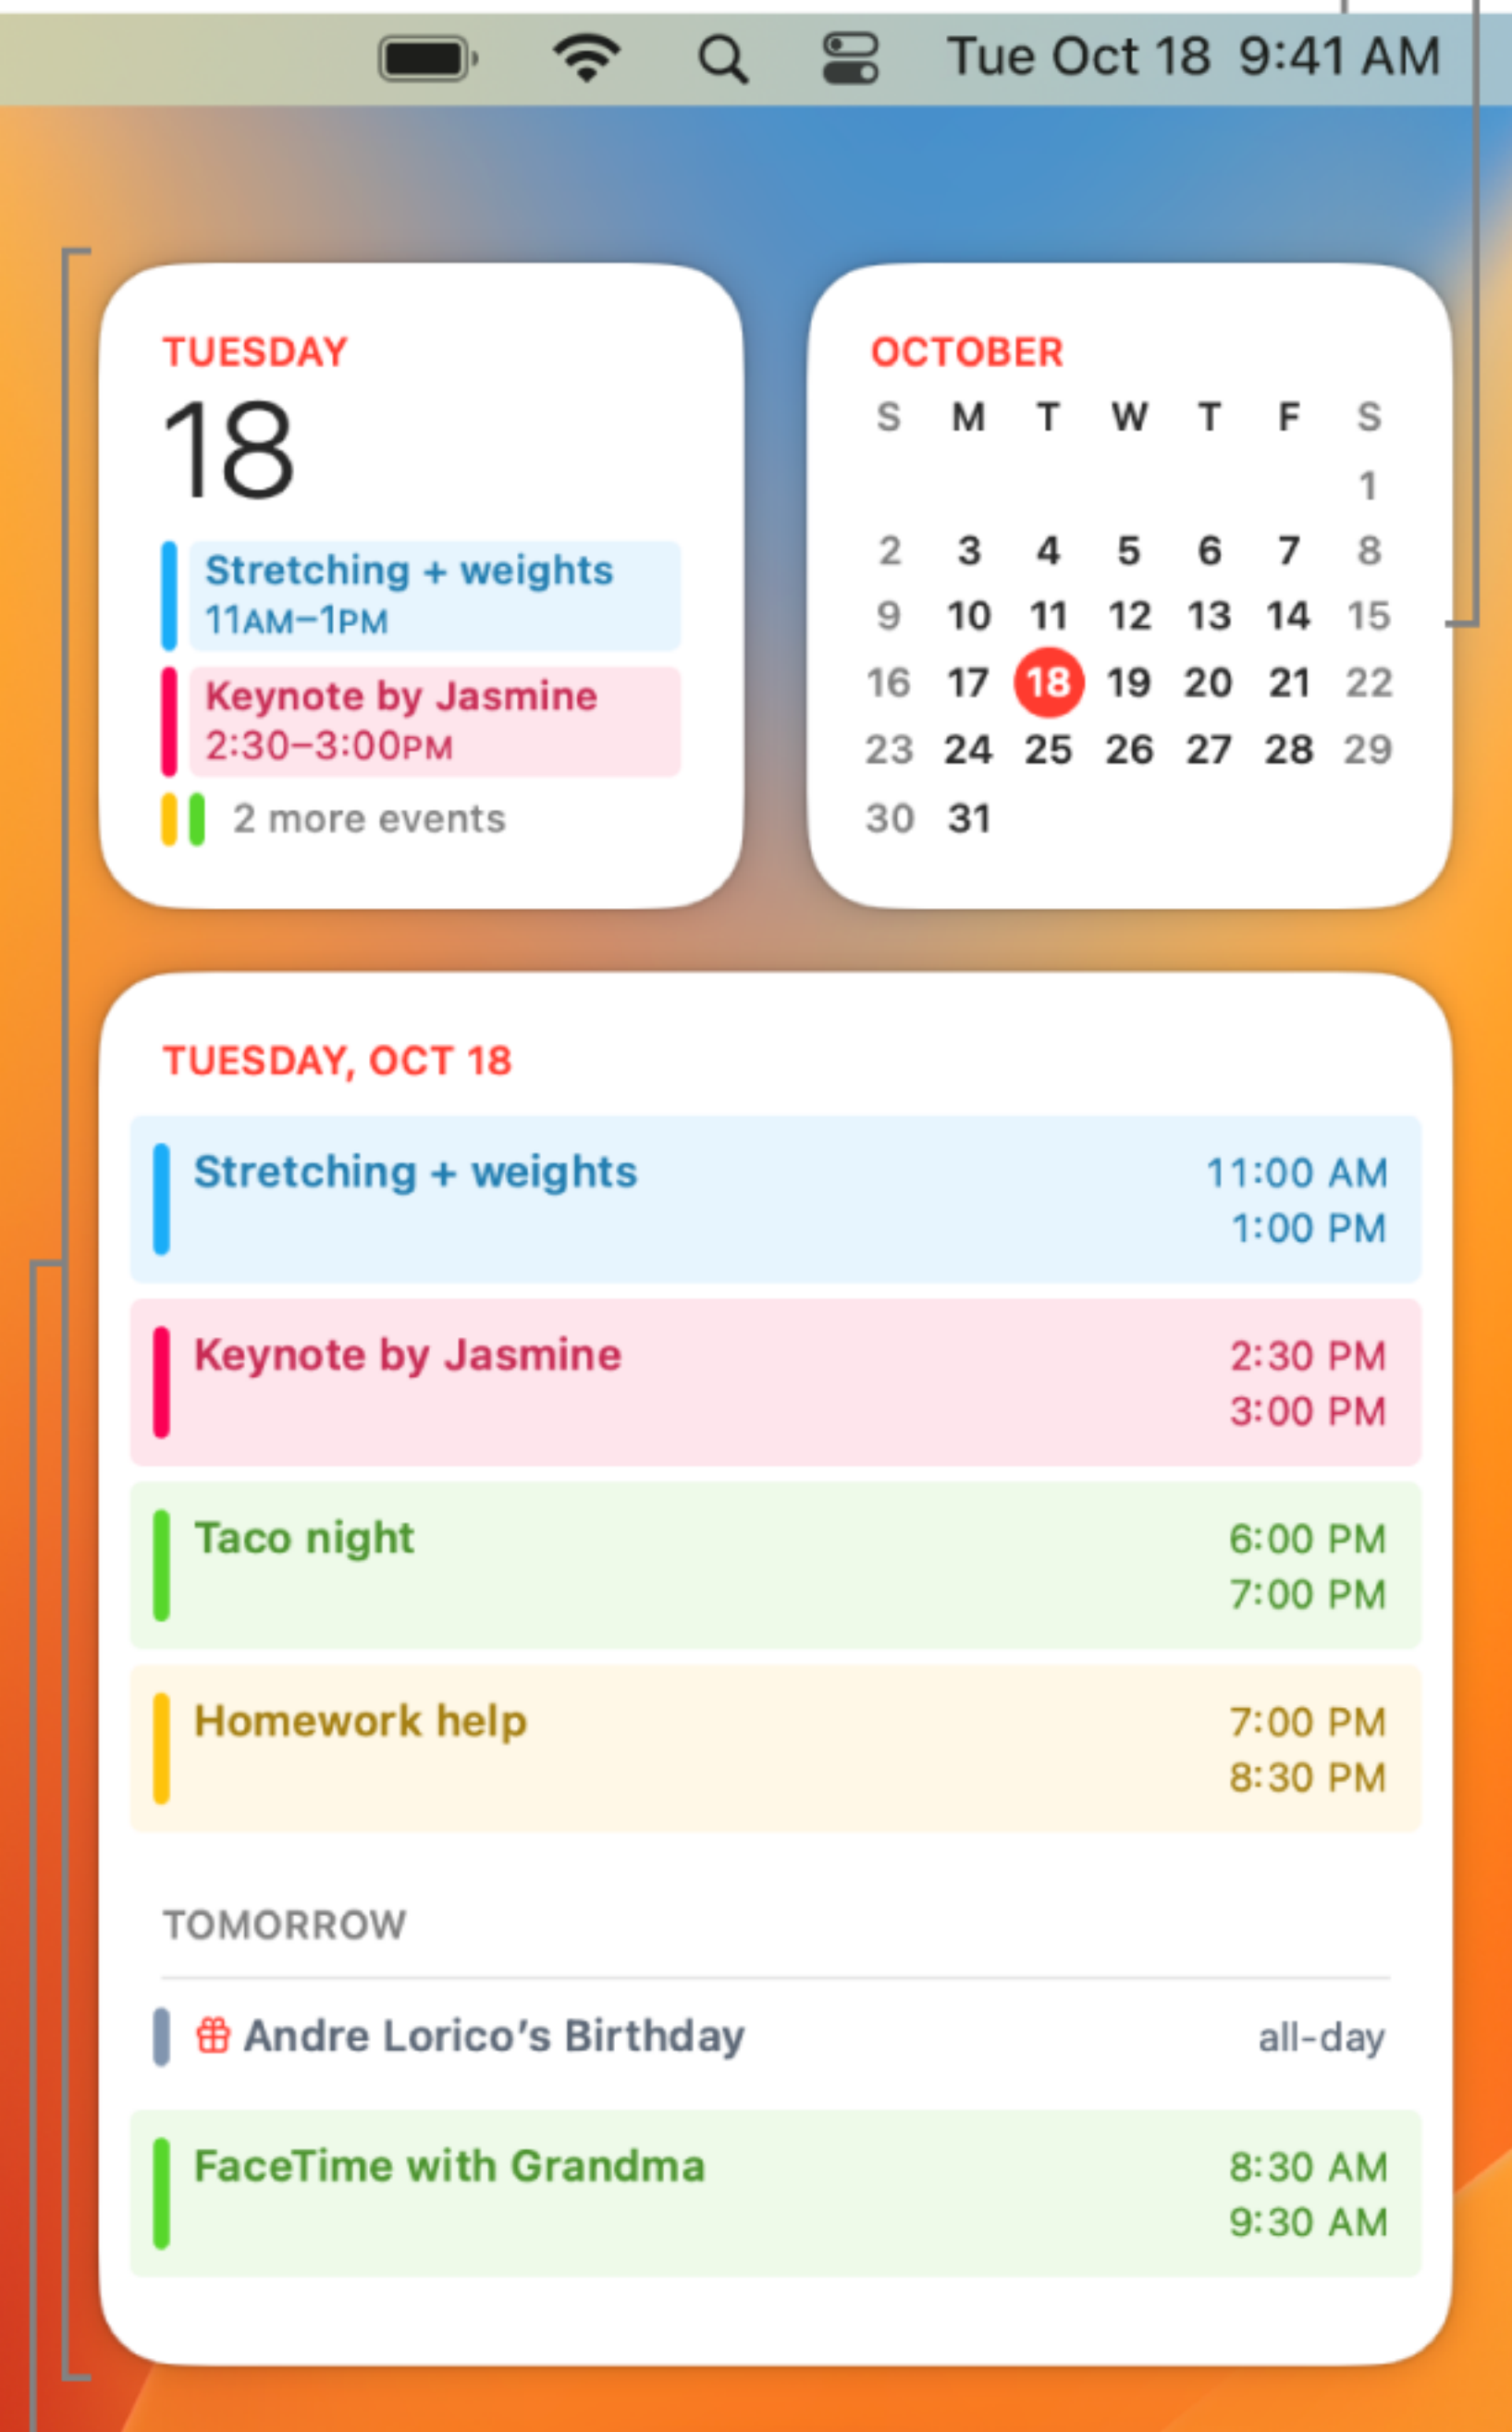 Tue Oct 18 9:41 AM
TUESDAY
18
Stretching + weights
11AM–1PM
Keynote by Jasmine
2:30–3:00PM
2 more events
OCTOBER
S M T W T F S
1
2 3 4 5 6 7 8
9 10 11 12 13 14 15
16 17 18 19 20 21 22
23 24 25 26 27 28 29
30 31
TUESDAY, OCT 18
Stretching + weights 11:00 AM
1:00 PM
Keynote by Jasmine 2:30 PM
3:00 PM
Taco night 6:00 PM
7:00 PM
Homework help 7:00 PM
8:30 PM
TOMORROW
Andre Lorico’s Birthday all-day
FaceTime with Grandma 8:30 AM
9:30 AM